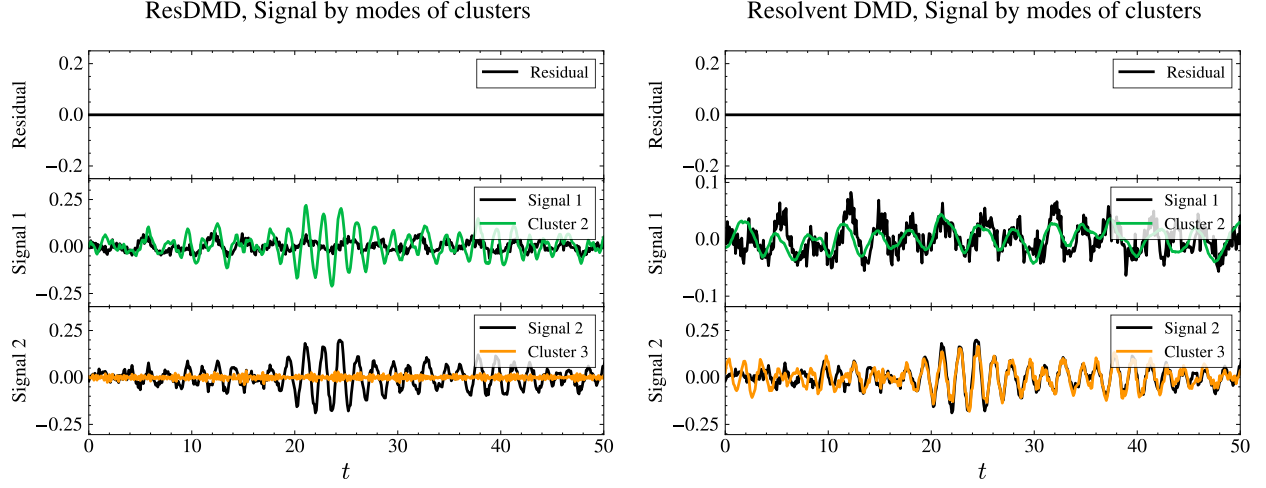 ResDMD, Signal by modes of clusters
Residual
0.2
0.0
−0.2
Residual
Signal 1
0.25
0.00
−0.25
Signal 1
Cluster 2
Signal 2
0.25
0.00
−0.25
Signal 2
Cluster 3
0 10 20 30 40 50
t
Resolvent DMD, Signal by modes of clusters
Residual
0.2
0.0
−0.2
Residual
Signal 1
0.1
0.0
−0.1
Signal 1
Cluster 2
Signal 2
0.25
0.00
−0.25
Signal 2
Cluster 3
0 10 20 30 40 50
t